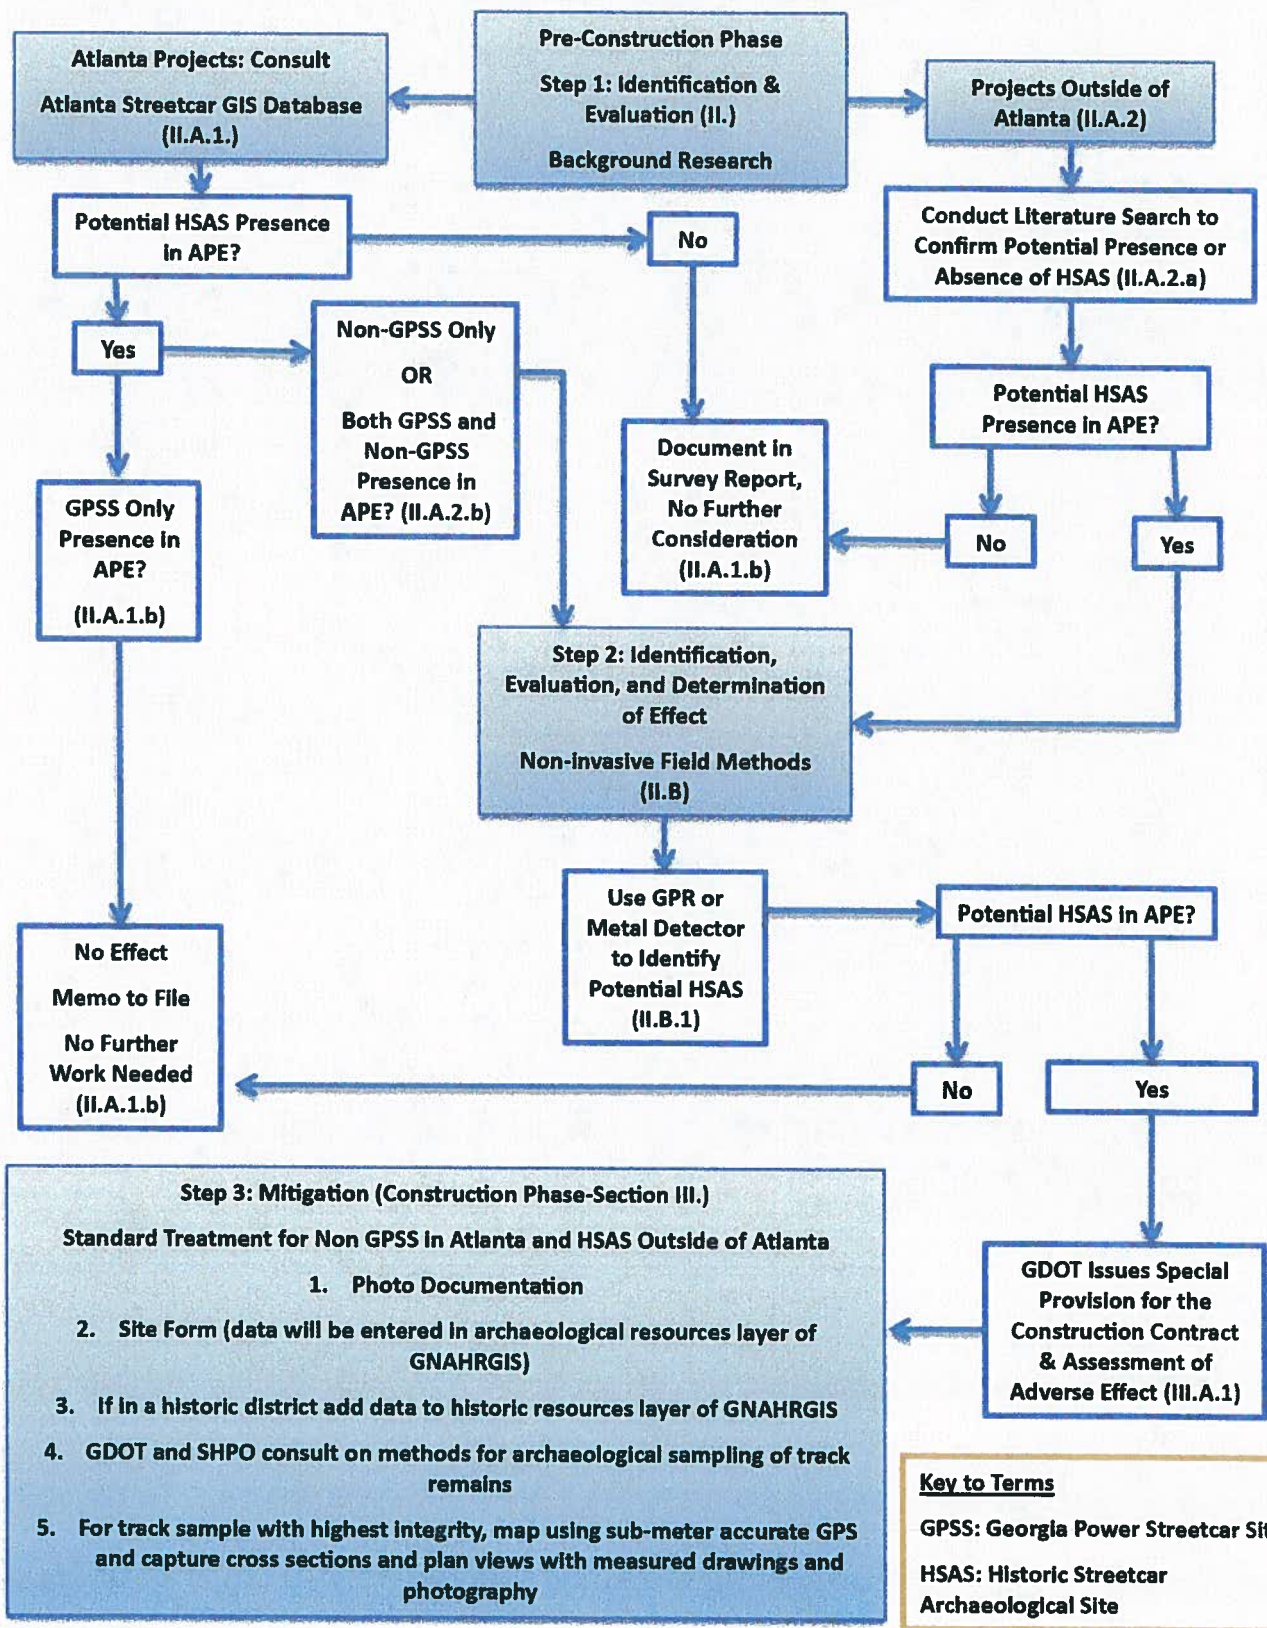 Atlanta Projects: Consult
Atlanta Streetcar GIS Database
(II.A.1.)
Pre-Construction Phase
Step 1: Identification &
Evaluation (II.)
Background Research
Projects Outside of
Atlanta (II.A.2)
Potential HSAS Presence
in APE?
No
Conduct Literature Search to
Confirm Potential Presence or
Absence of HSAS (II.A.2.a)
Yes
Non-GPSS Only
OR
Both GPSS and
Non-GPSS
Presence in
APE? (II.A.2.b)
Potential HSAS
Presence in APE?
GPSS Only
Presence in
APE?
(II.A.1.b)
Document in
Survey Report,
No Further
Consideration
(II.A.1.b)
No
Yes
Step 2: Identification,
Evaluation, and Determination
of Effect
Non-invasive Field Methods
(II.B)
Use GPR or
Metal Detector
to Identify
Potential HSAS
(II.B.1)
Potential HSAS in APE?
No Effect
Memo to File
No Further
Work Needed
(II.A.1.b)
No
Yes
Step 3: Mitigation (Construction Phase-Section III.)
Standard Treatment for Non GPSS in Atlanta and HSAS Outside of Atlanta
1. Photo Documentation
2. Site Form (data will be entered in archaeological resources layer of
GNAHRGIS)
3. If in a historic district add data to historic resources layer of GNAHRGIS
4. GDOT and SHPO consult on methods for archaeological sampling of track
remains
5. For track sample with highest integrity, map using sub-meter accurate GPS
and capture cross sections and plan views with measured drawings and
photography
GDOT Issues Special
Provision for the
Construction Contract
& Assessment of
Adverse Effect (III.A.1)
Key to Terms
GPSS: Georgia Power Streetcar Sit
HSAS: Historic Streetcar
Archaeological Site